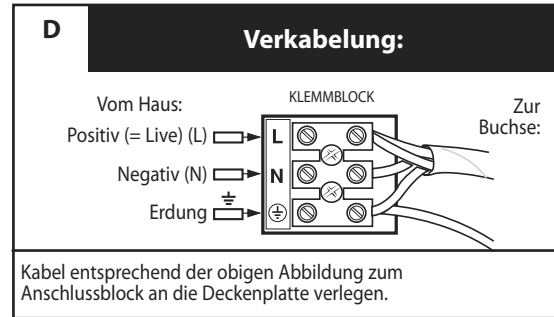 D
Verkabelung:
Vom Haus:
KLEMMBLOCK
Zur
Buchse:
Positiv (= Live) (L)
L
Negativ (N)
N
Erdung
Kabel entsprechend der obigen Abbildung zum
Anschlussblock an die Deckenplatte verlegen.